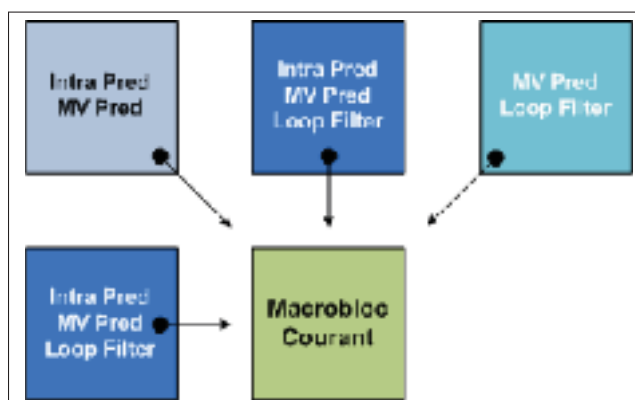 Intra Pred
MV Pred
Intra Pred
MV Pred
Loop Filter
MV Pred
Loop Filter
Intra Pred
MV Pred
Loop Filter
Macrobloc
Courant